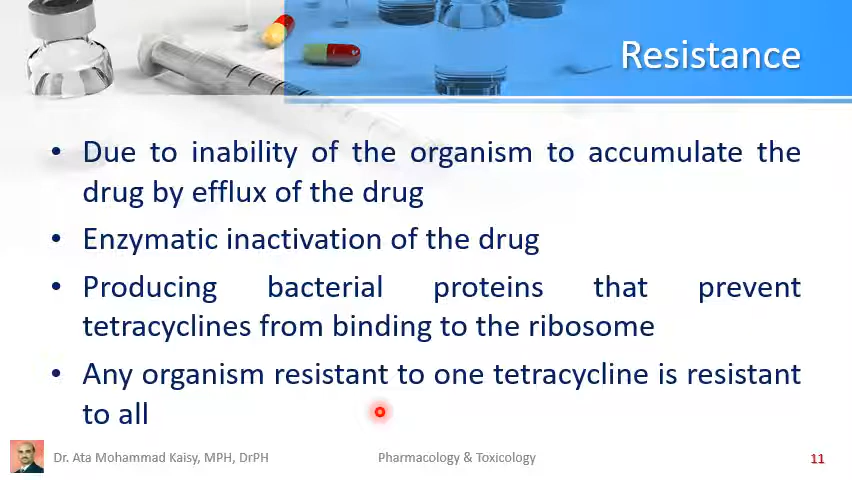 Resistance
• Due to inability of the organism to accumulate the
drug by efflux of the drug
• Enzymatic inactivation of the drug
• Producing bacterial proteins that prevent
tetracyclines from binding to the ribosome
• Any organism resistant to one tetracycline is resistant
to all
Dr. Ata Mohammad Kaisy, MPH, DrPH Pharmacology & Toxicology 11